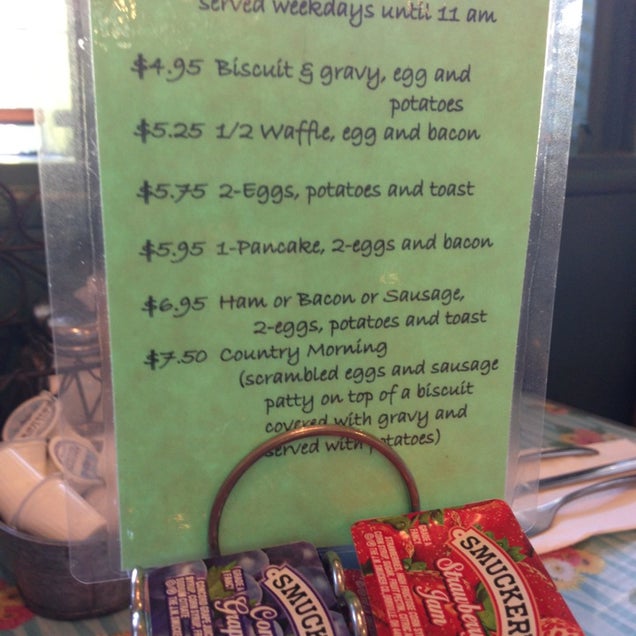 served weekdays until 11 am
$4.95 Biscuit & gravy, egg and
potatoes
$5.25 1/2 Waffle, egg and bacon
$5.75 2-Eggs, potatoes and toast
$5.95 1-Pancake, 2-eggs and bacon
$6.95 Ham or Bacon or Sausage,
2-eggs, potatoes and toast
$7.50 Country Morning
(scrambled eggs and sausage
patty on top of a biscuit
covered with gravy and
served with potatoes)
SMUCK
SMUCKER
Strawber
Jam